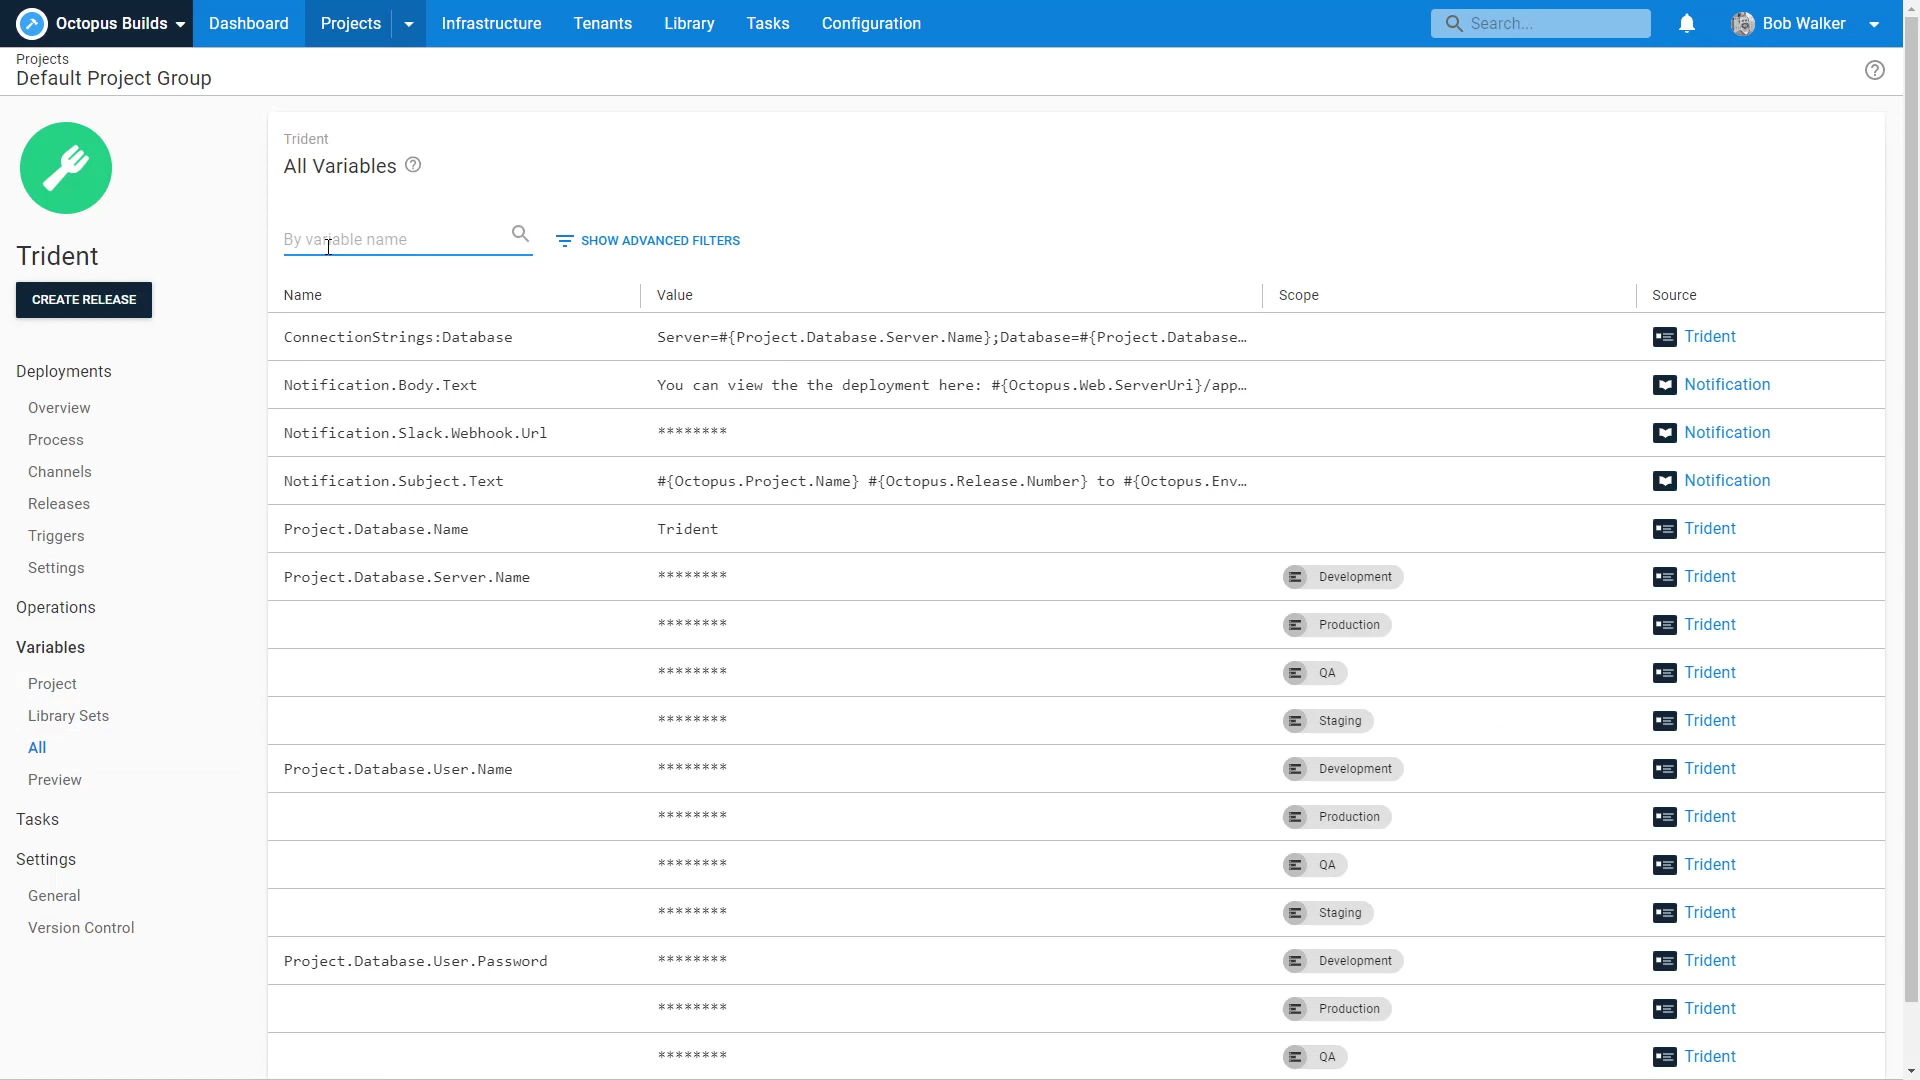 Octopus Builds
Dashboard
Projects
Infrastructure
Tenants
Library
Tasks
Configuration
Search...
Bob Walker
Projects
Default Project Group
Trident
CREATE RELEASE
Deployments
Overview
Process
Channels
Releases
Triggers
Settings
Operations
Variables
Project
Library Sets
All
Preview
Tasks
Settings
General
Version Control
Trident
All Variables
By variable name
SHOW ADVANCED FILTERS
Name Value Scope Source
ConnectionStrings:Database Server=#{Project.Database.Server.Name};Database=#{Project.Database… Trident
Notification.Body.Text You can view the the deployment here: #{Octopus.Web.ServerUri}/app… Notification
Notification.Slack.Webhook.Url ******** Notification
Notification.Subject.Text #{Octopus.Project.Name} #{Octopus.Release.Number} to #{Octopus.Env… Notification
Project.Database.Name Trident Trident
Project.Database.Server.Name ******** Development Trident
******** Production Trident
******** QA Trident
******** Staging Trident
Project.Database.User.Name ******** Development Trident
******** Production Trident
******** QA Trident
******** Staging Trident
Project.Database.User.Password ******** Development Trident
******** Production Trident
******** QA Trident